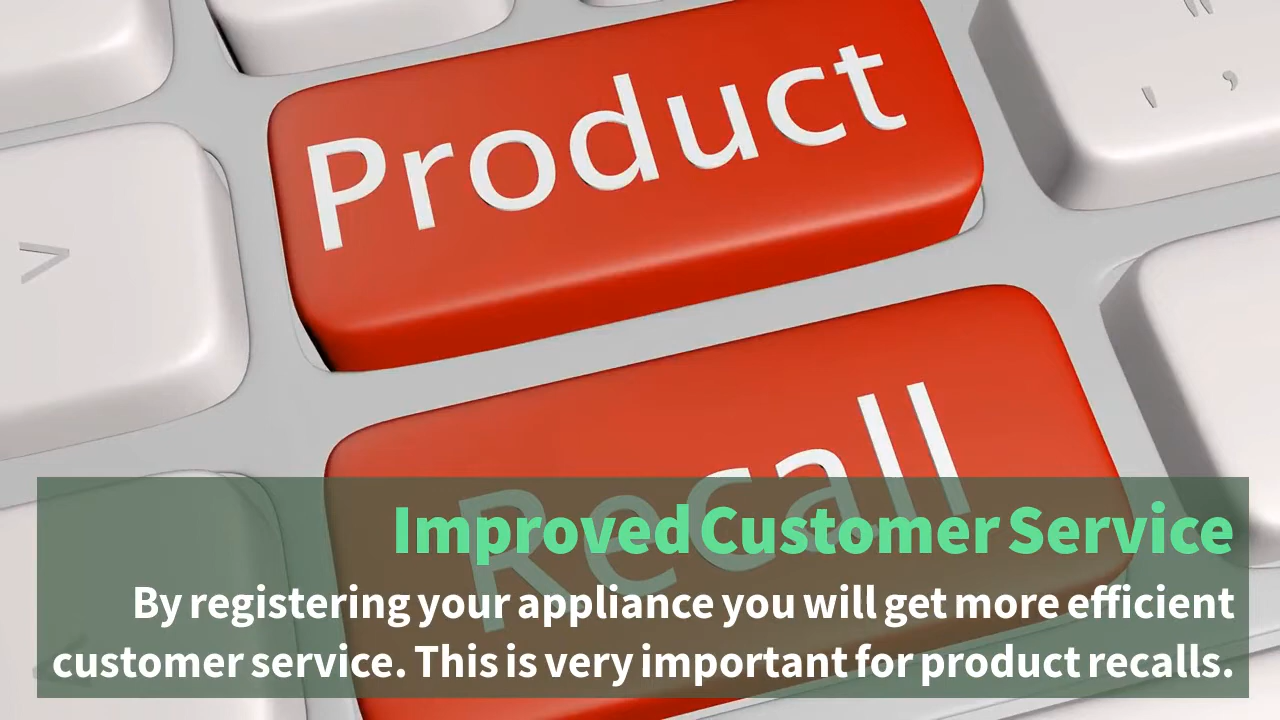 Product
"
' ,
>
Recall
Improved Customer Service
By registering your appliance you will get more efficient
customer service. This is very important for product recalls.